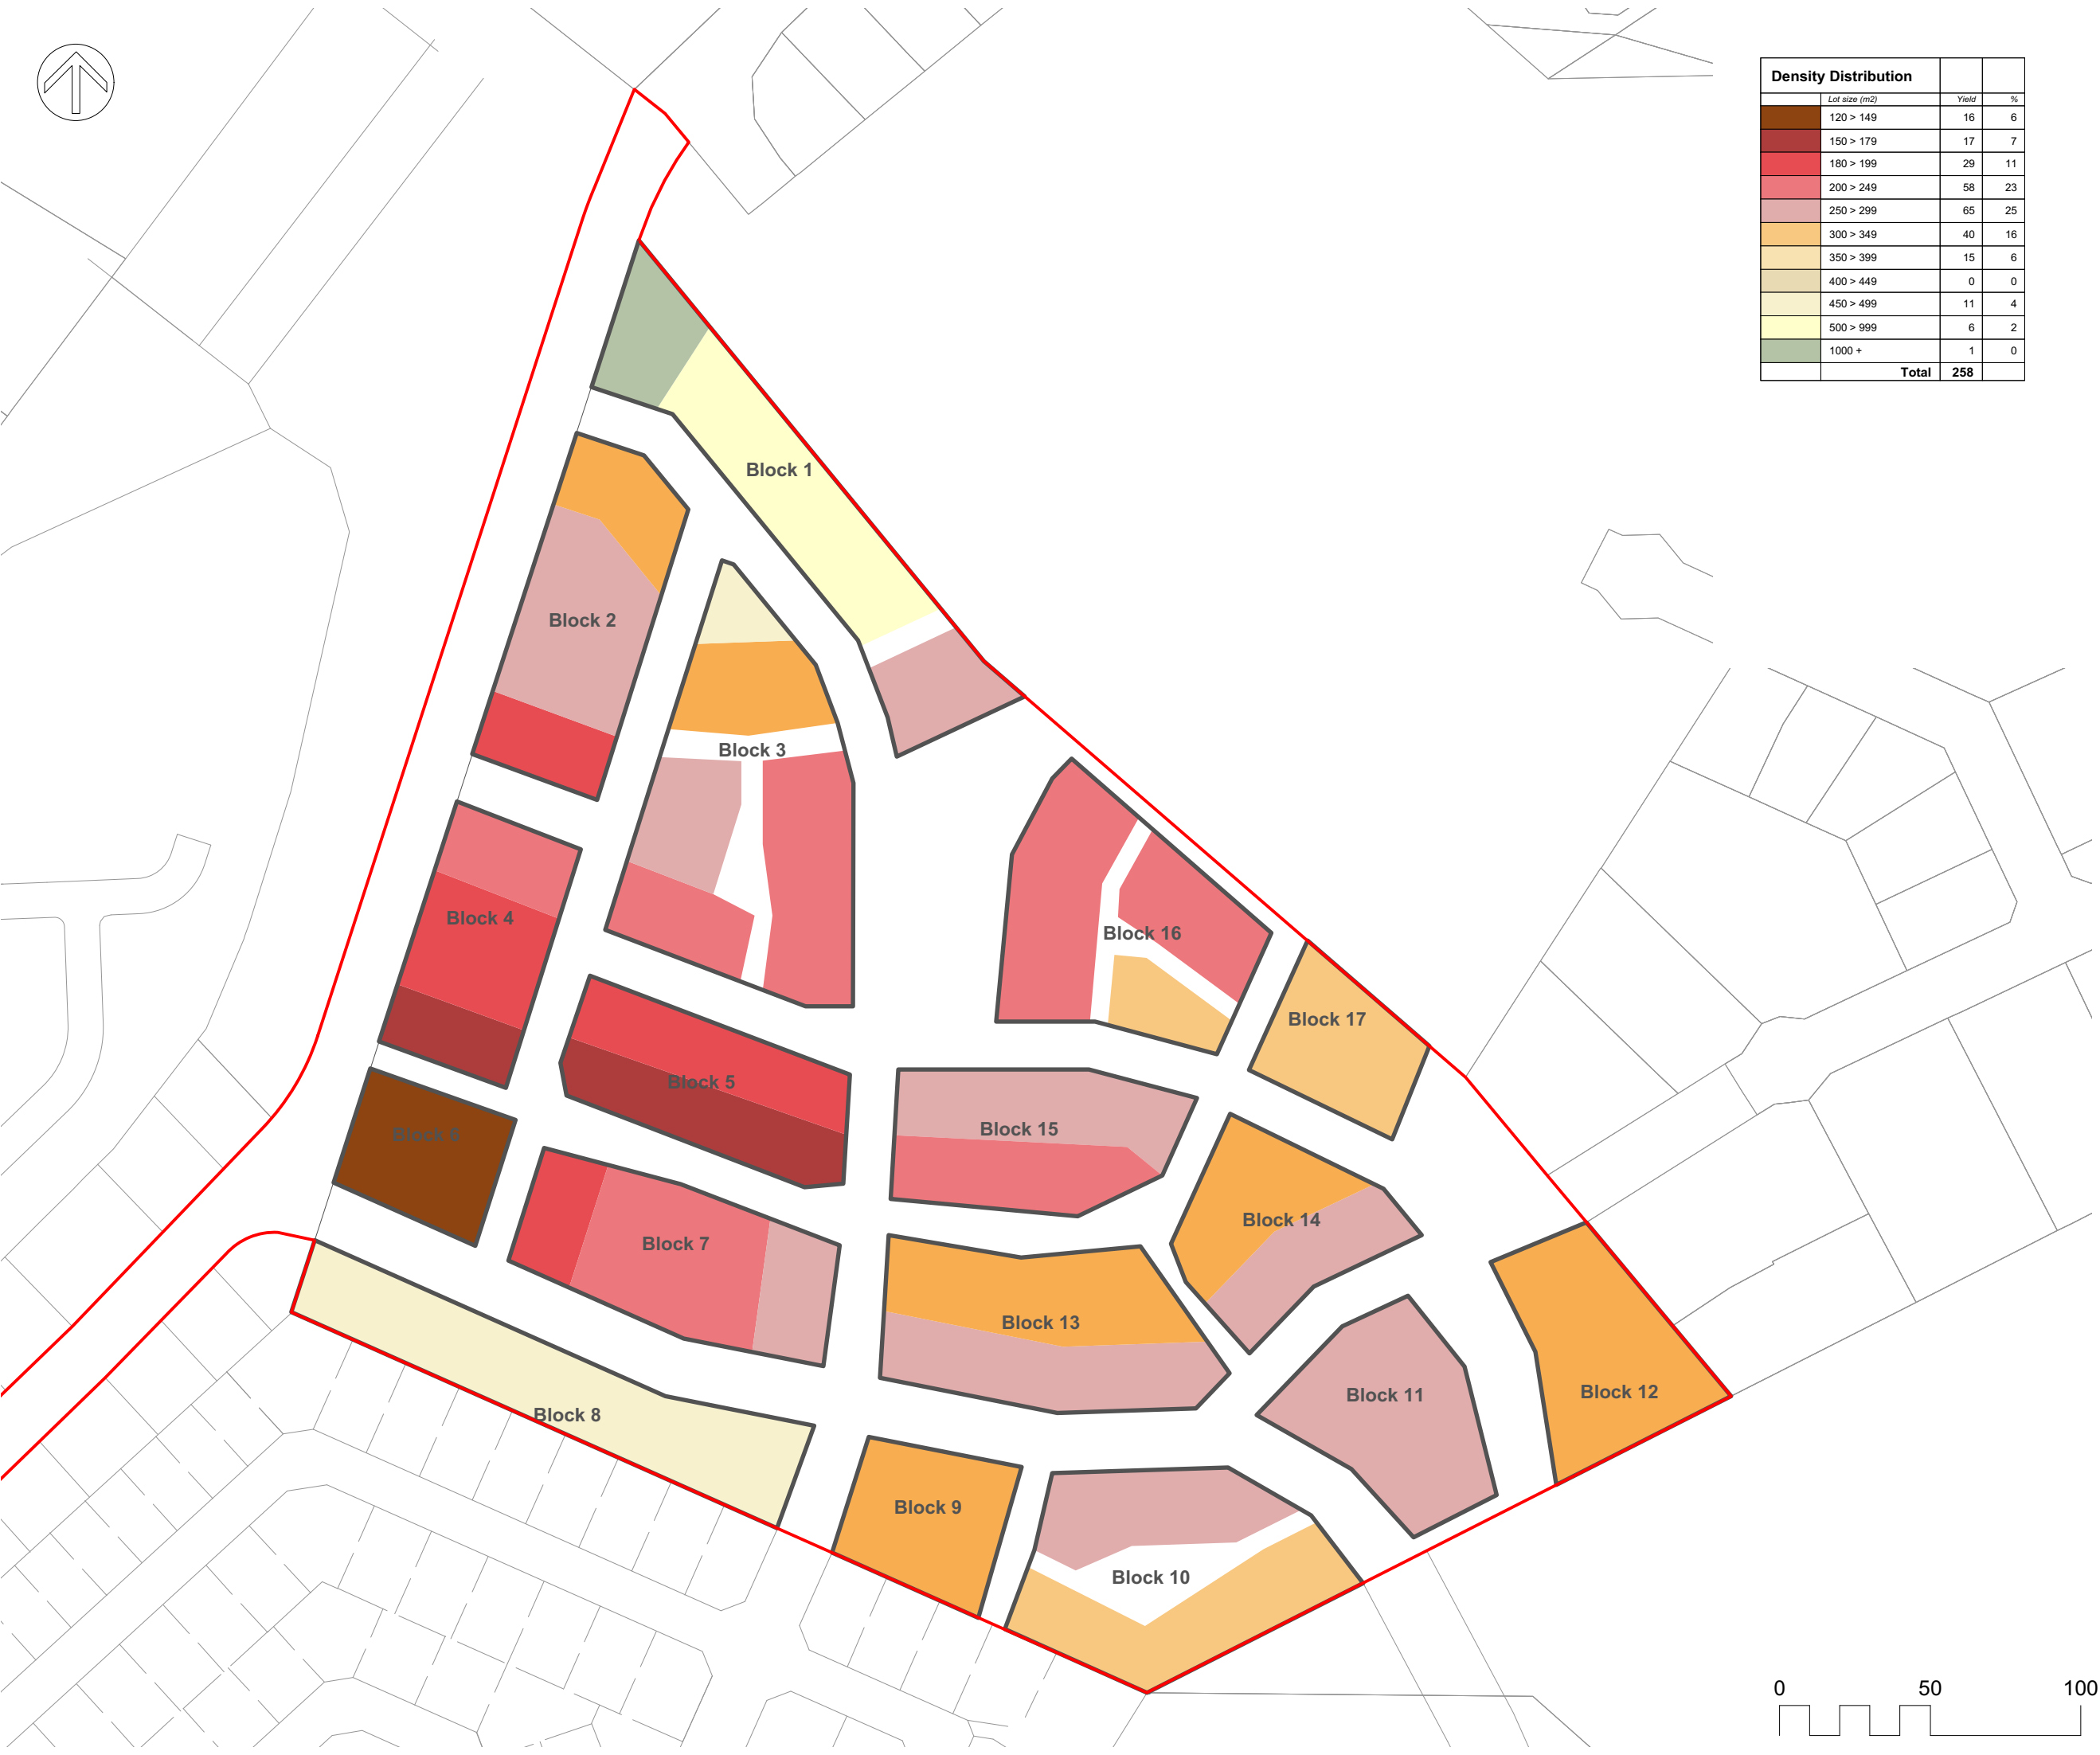 Density Distribution
Lot size (m2) Yield %
120 > 149 16 6
150 > 179 17 7
180 > 199 29 11
200 > 249 58 23
250 > 299 65 25
300 > 349 40 16
350 > 399 15 6
400 > 449 0 0
450 > 499 11 4
500 > 999 6 2
1000 + 1 0
Total 258
Block 1
Block 2
Block 3
Block 4
Block 16
Block 17
Block 5
Block 15
Block 6
Block 14
Block 7
Block 13
Block 12
Block 11
Block 8
Block 9
Block 10
0 50 100